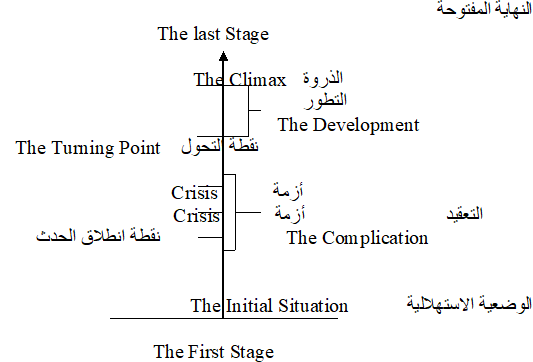 النهاية المفتوحة
The last Stage
The Climax الذروة
التطور
The Development
The Turning Point نقطة التحول
Crisis أزمة
Crisis أزمة التعقيد
نقطة انطلاق الحدث The Complication
The Initial Situation الوضعية الاستهلالية
The First Stage